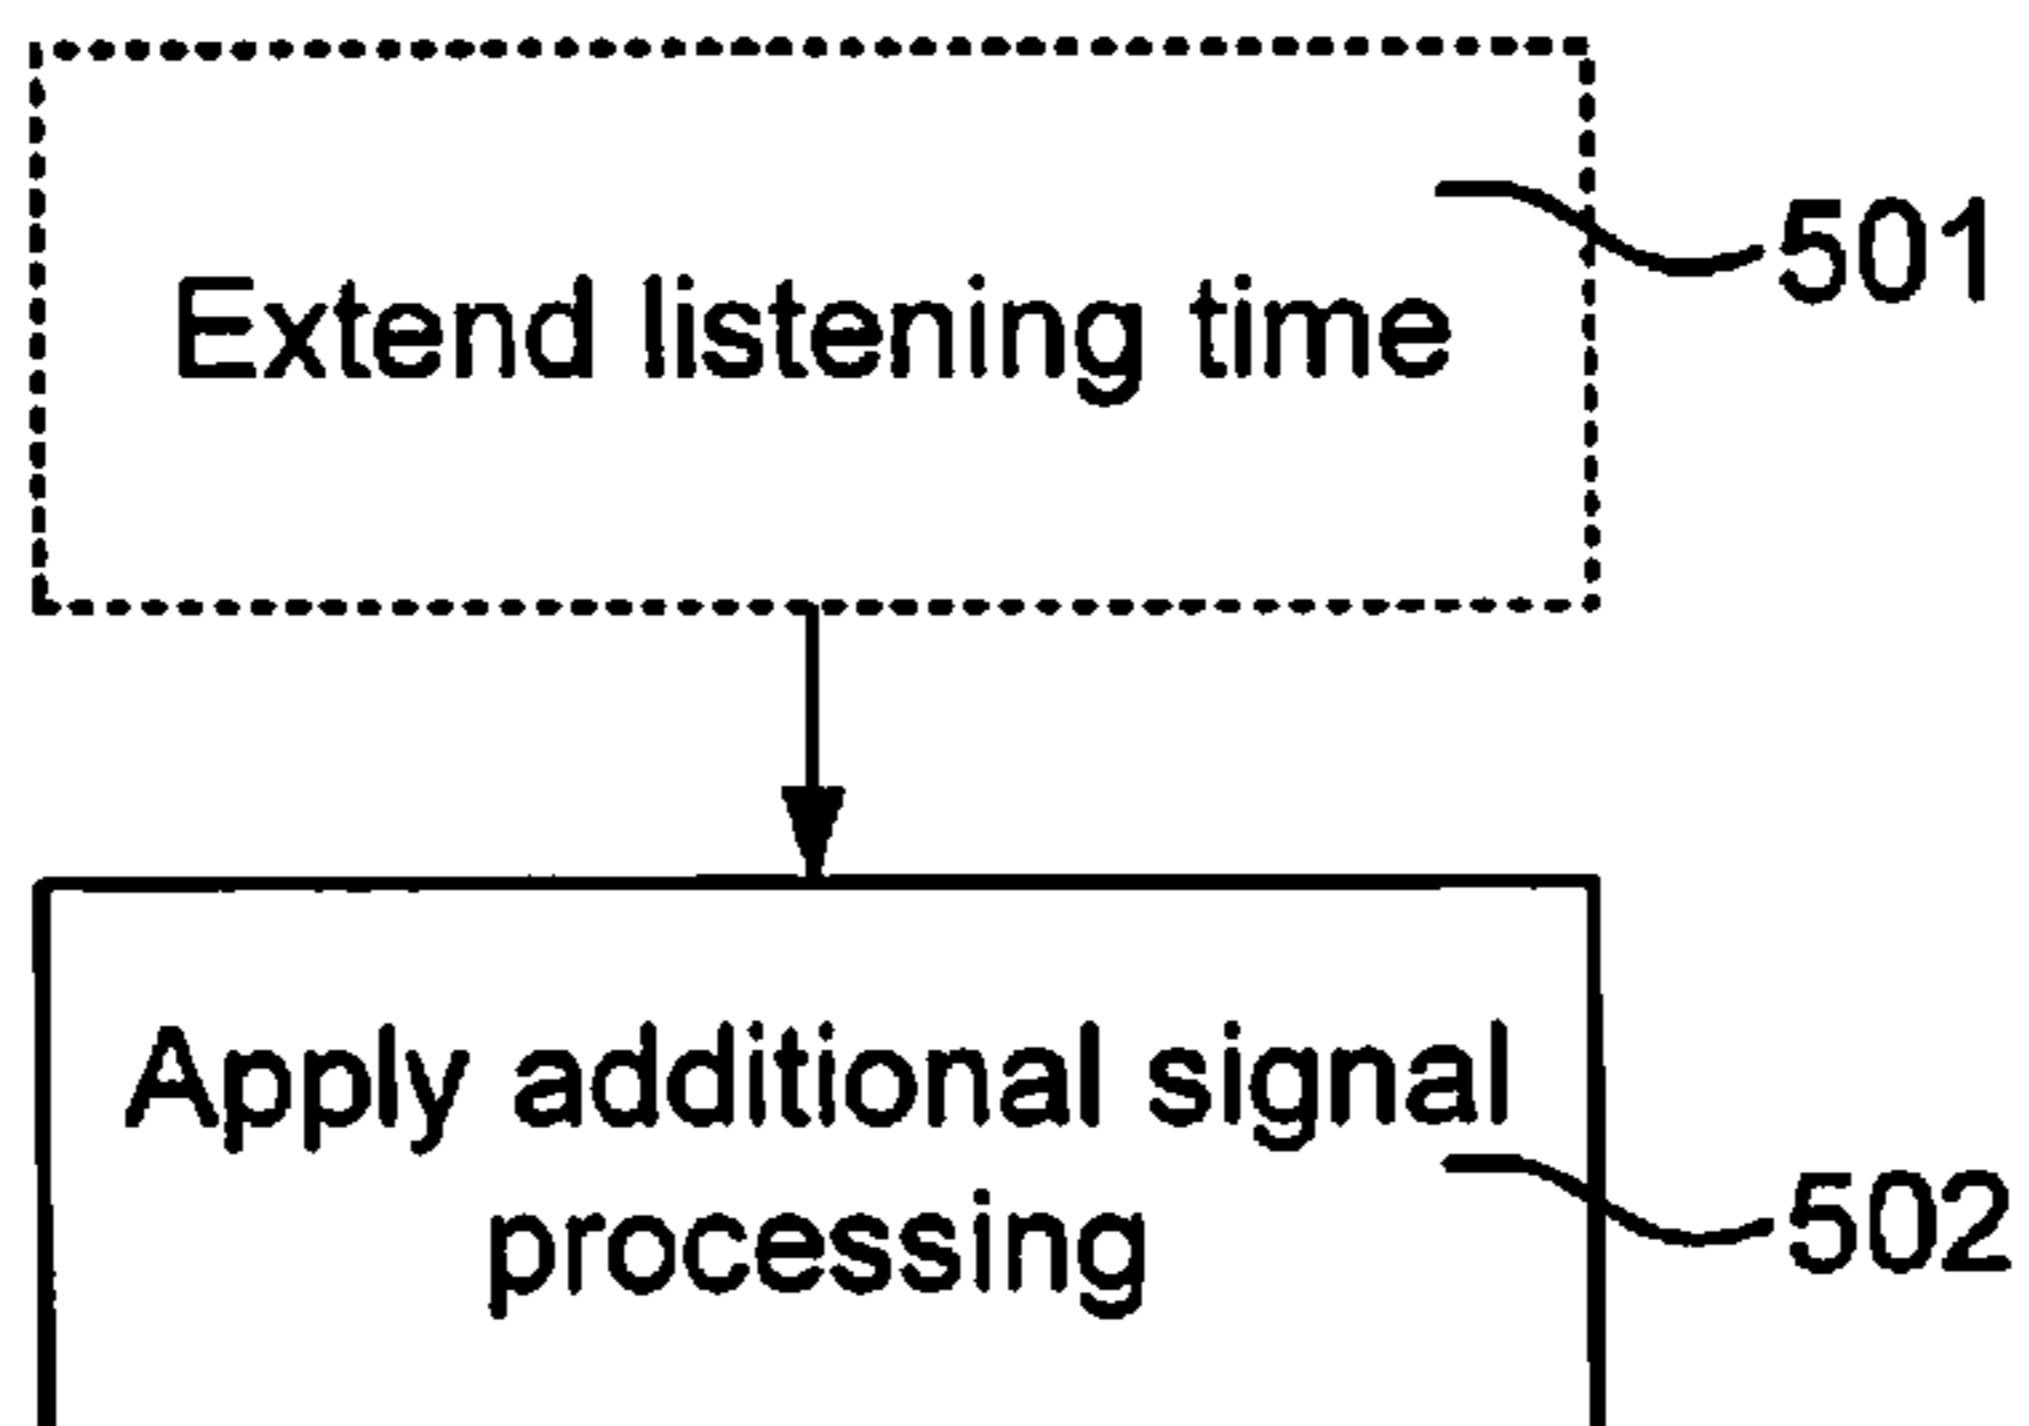 Extend listening time
501
Apply additional signal
processing
502